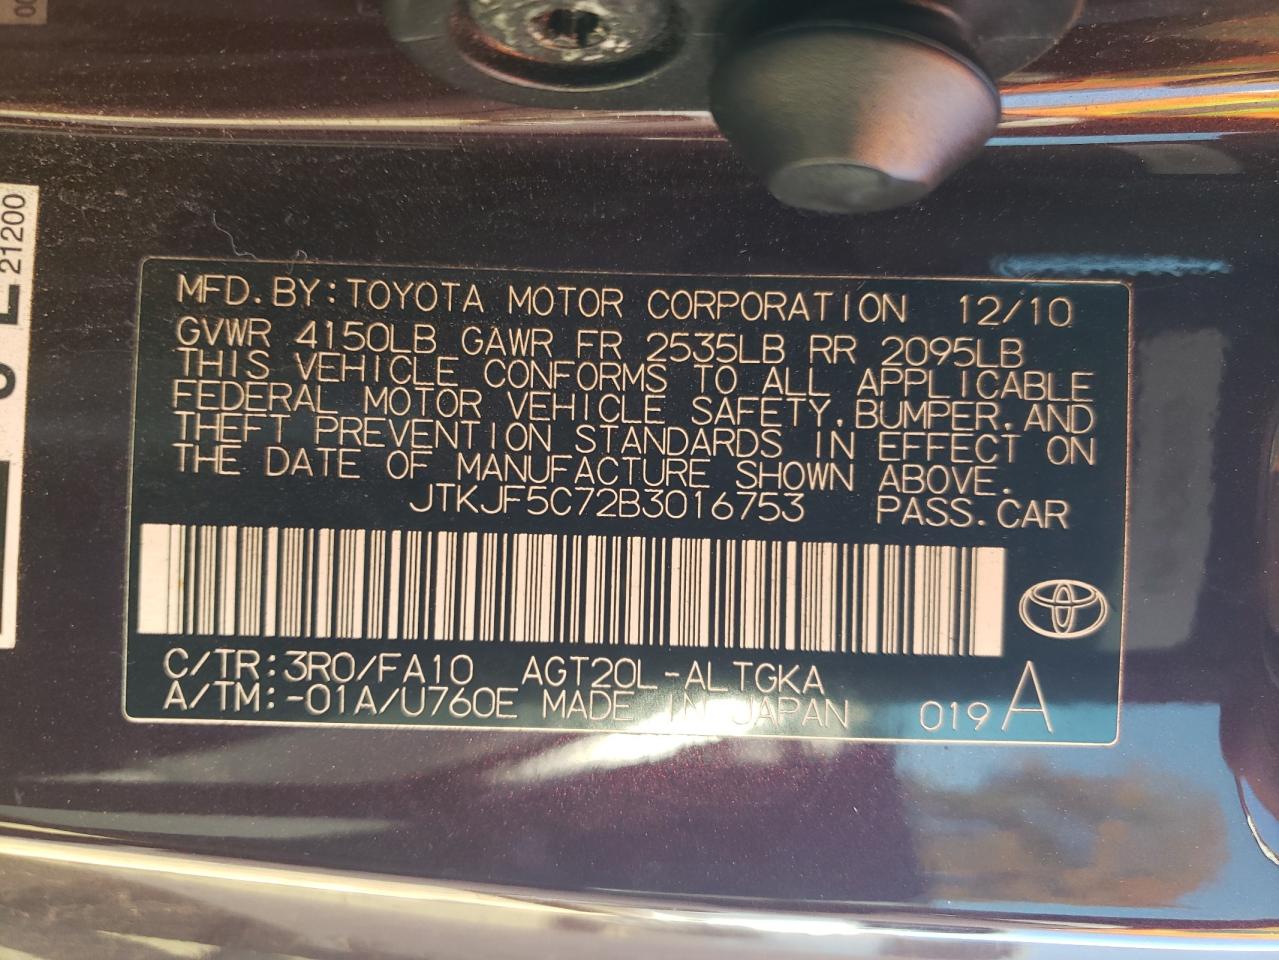 21200
MFD. BY: TOYOTA MOTOR CORPORATION 12/10
GVWR 4150LB GAWR FR 2535LB RR 2095LB
THIS VEHICLE CONFORMS TO ALL APPLICABLE
FEDERAL MOTOR VEHICLE SAFETY, BUMPER, AND
THEFT PREVENTION STANDARDS IN EFFECT ON
THE DATE OF MANUFACTURE SHOWN ABOVE.
JTKJF5C72B3016753 PASS. CAR
C/TR: 3R0/FA10 AGT20L-ALTGKA
A/TM: -01A/U760E MADE IN JAPAN 019 A